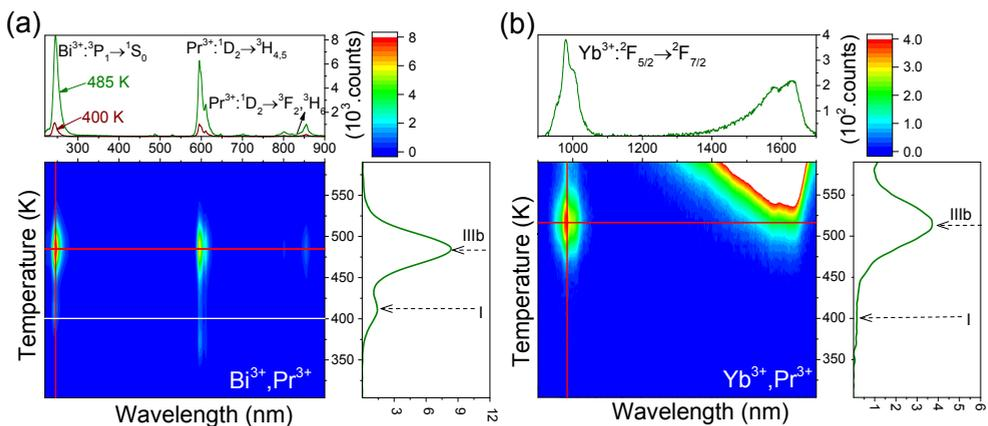 (a)
Bi³⁺:³P₁→¹S₀
Pr³⁺:¹D₂→³H₄,₅
485 K
Pr³⁺:¹D₂→³F₂,³H₆
400 K
8
6
4
2
300 400 500 600 700 800 900
(10³.counts)
8
6
4
2
0
Temperature (K)
550
500
450
400
350
Bi³⁺,Pr³⁺
Wavelength (nm)
IIIb
I
3 6 9 12
(b)
Yb³⁺:²F₅/₂→²F₇/₂
4
3
2
1
1000 1200 1400 1600
(10².counts)
4.0
3.0
2.0
1.0
0.0
Temperature (K)
550
500
450
400
350
Yb³⁺,Pr³⁺
Wavelength (nm)
IIIb
I
1 2 3 4 5 6